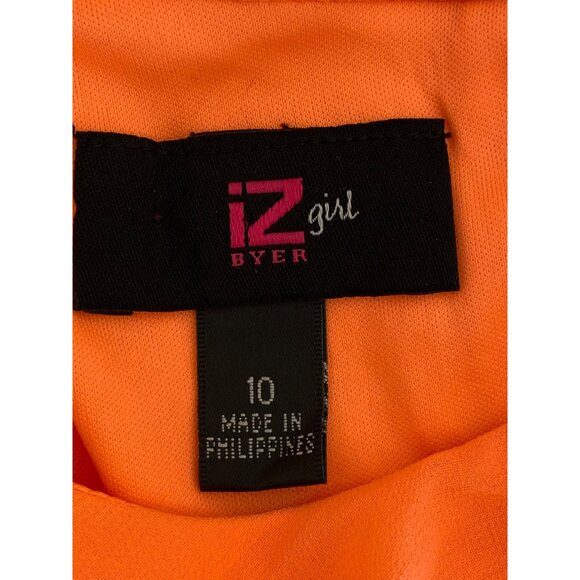 iZ girl
BYER
10
MADE IN
PHILIPPINES